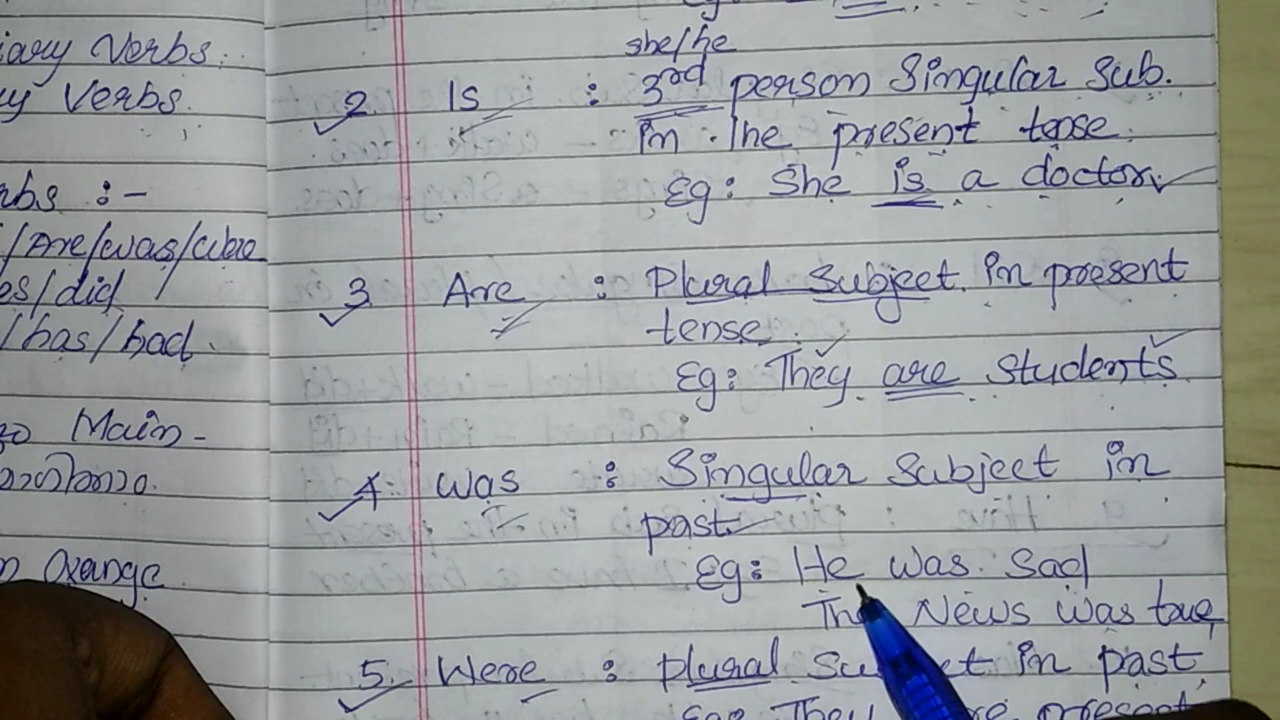 iary Verbs.
y Verbs.
rbs :-
/Are/was/were
es/did /
/has/had.
Main -
Orange.
she/he
2. Is : 3rd person Singular Sub.
in the present tense.
Eg: She is a doctor.
3. Are : Plural Subject in present
tense.
Eg: They are students
4. Was : Singular Subject in
past
Eg: He was sad
The News was true
5. Were : plural Subject in past
They